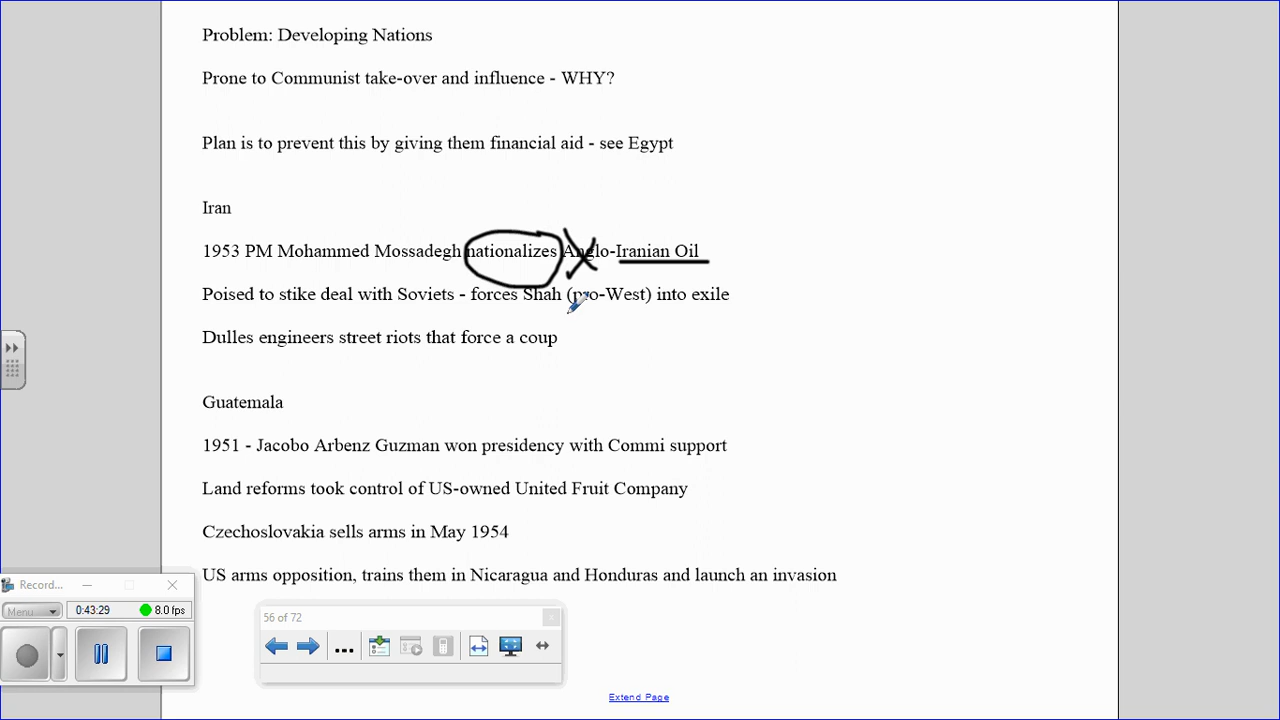 Problem: Developing Nations
Prone to Communist take-over and influence - WHY?
Plan is to prevent this by giving them financial aid - see Egypt
Iran
1953 PM Mohammed Mossadegh nationalizes Anglo-Iranian Oil
Poised to stike deal with Soviets - forces Shah (pro-West) into exile
Dulles engineers street riots that force a coup
Guatemala
1951 - Jacobo Arbenz Guzman won presidency with Commi support
Land reforms took control of US-owned United Fruit Company
Czechoslovakia sells arms in May 1954
US arms opposition, trains them in Nicaragua and Honduras and launch an invasion
Record...
Menu
0:43:29
8.0 fps
56 of 72
Extend Page